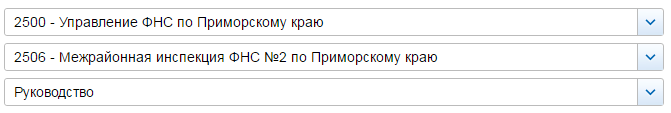 2500 - Управление ФНС по Приморскому краю
2506 - Межрайонная инспекция ФНС №2 по Приморскому краю
Руководство